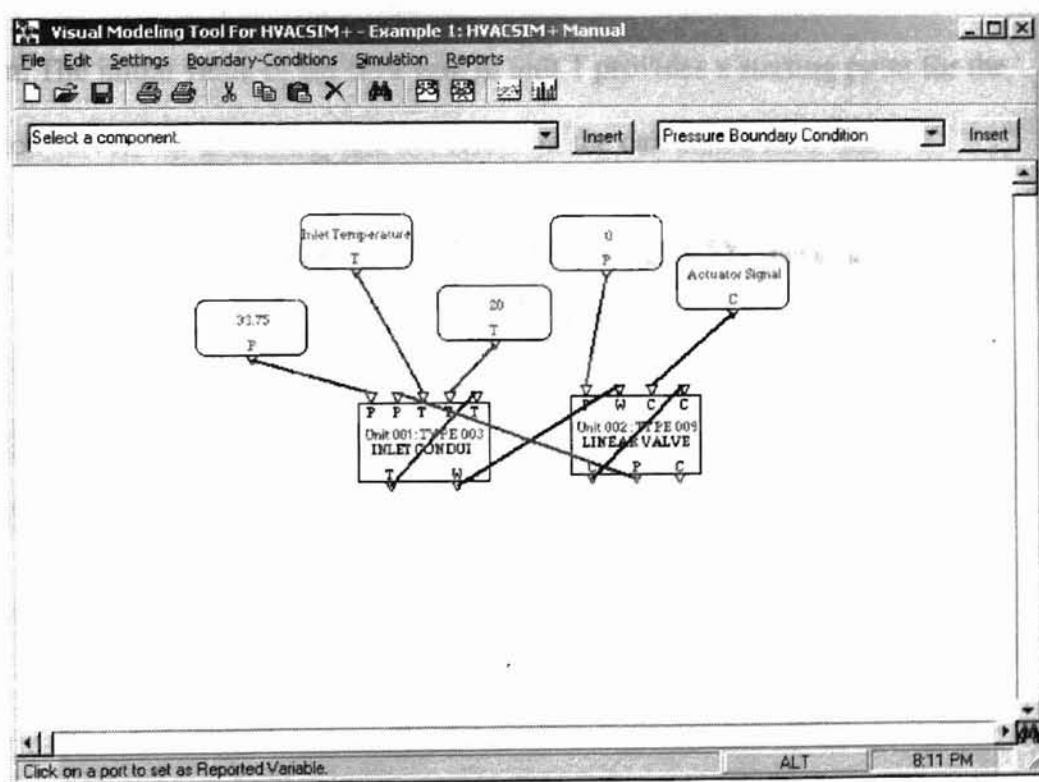 Visual Modeling Tool For HVACSIM+ - Example 1: HVACSIM+ Manual
File Edit Settings Boundary-Conditions Simulation Reports
Select a component. Insert Pressure Boundary Condition Insert
Inlet Temperature
T
0
P
Actuator Signal
C
20
T
P
P P T T T
Unit 001 : TYPE 003
INLET CONDUI
T W
P W C C
Unit 002 : TYPE 009
LINEAR VALVE
C P C
Click on a port to set as Reported Variable. ALT 8:11 PM